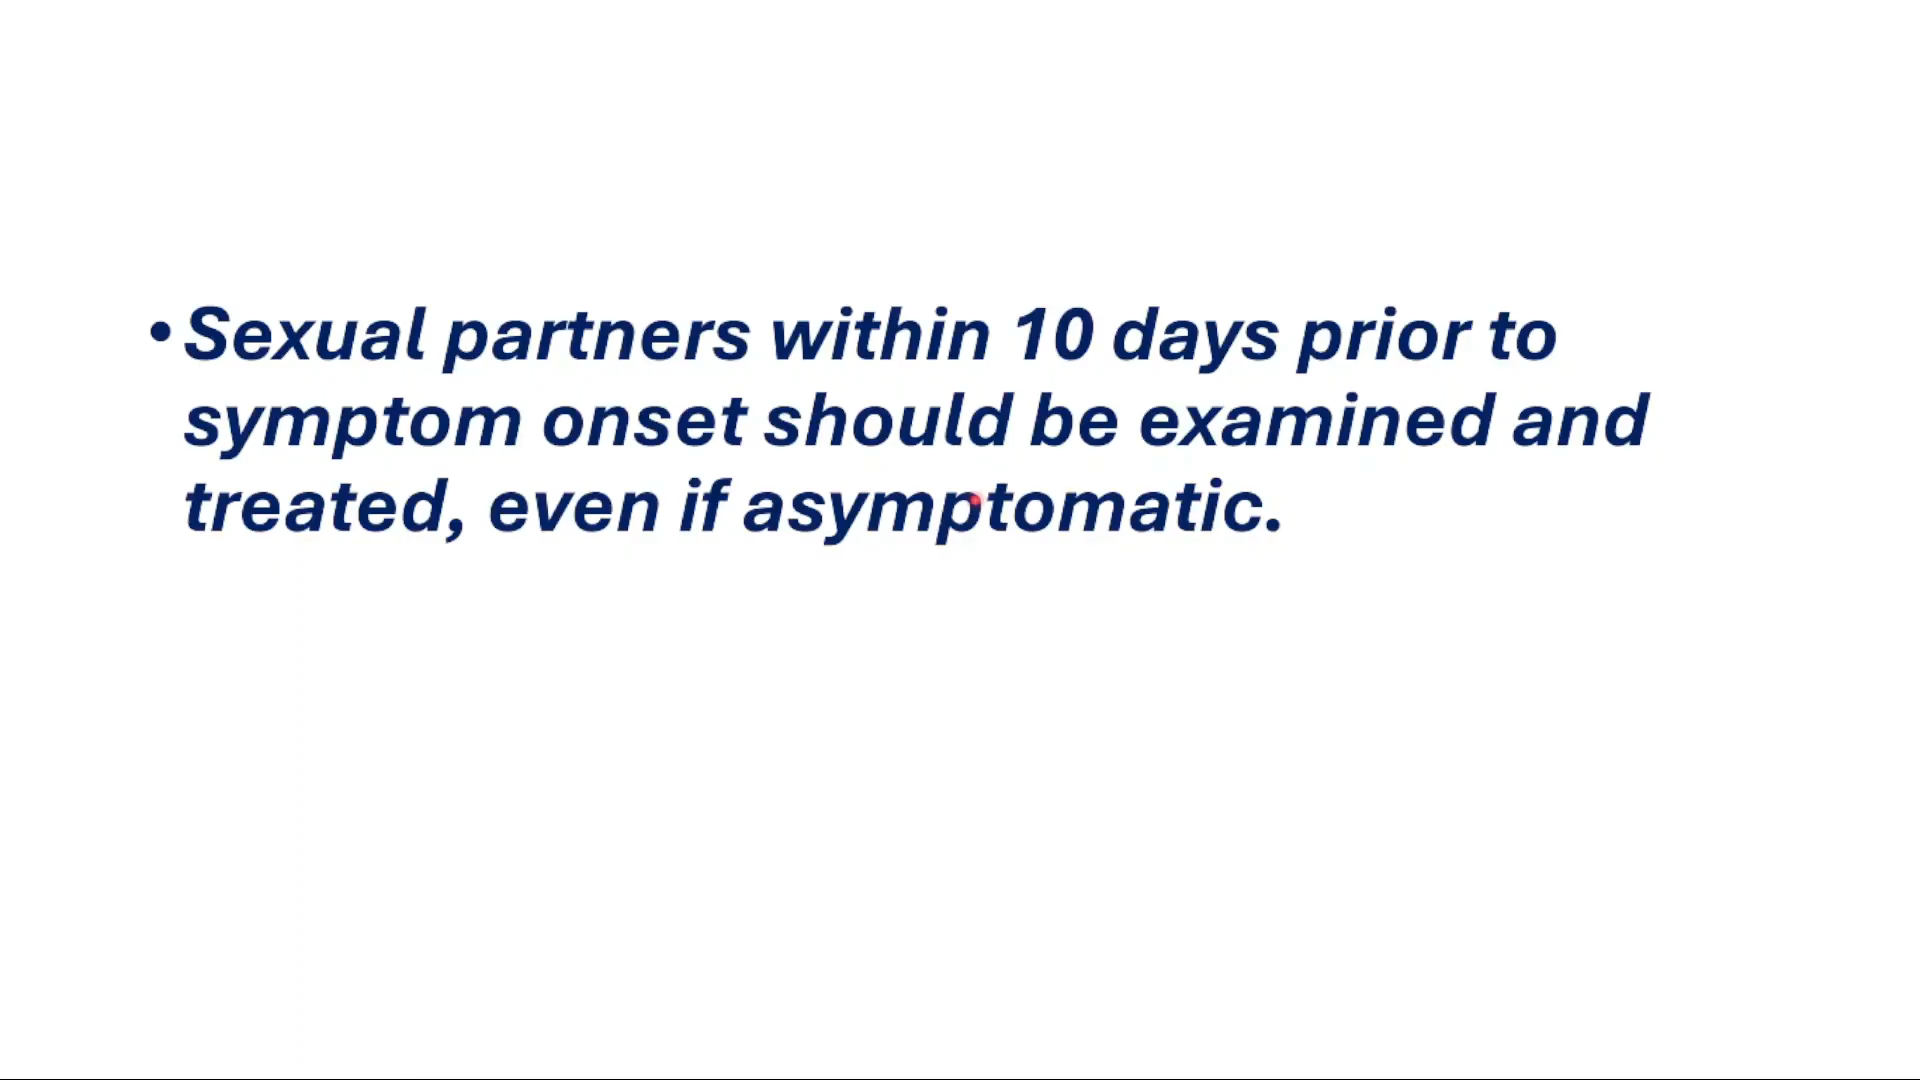 •Sexual partners within 10 days prior to
symptom onset should be examined and
treated, even if asymptomatic.